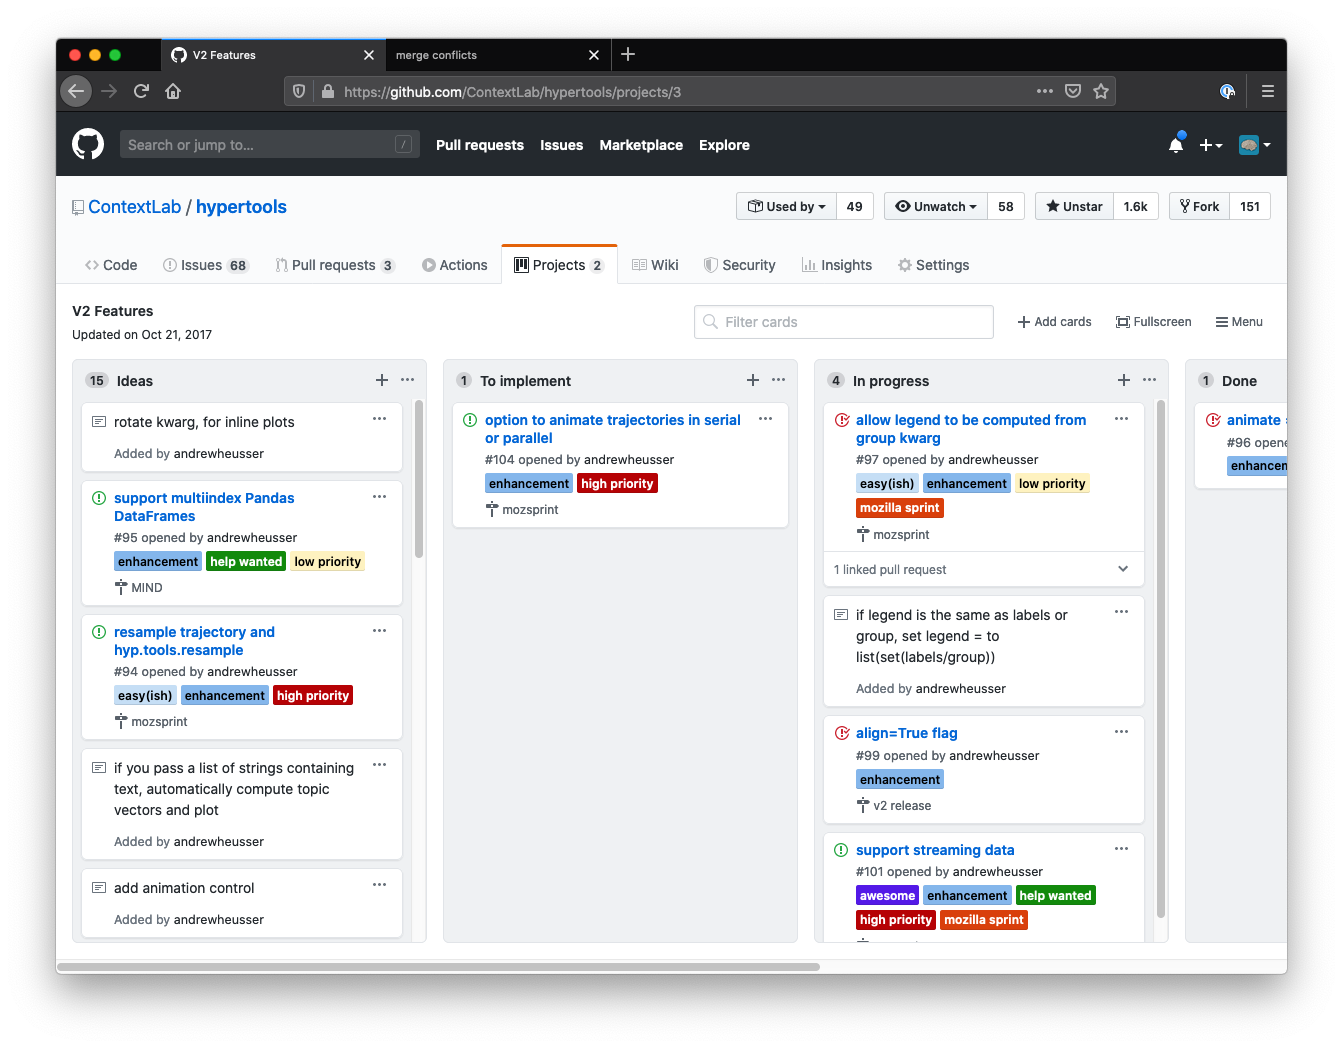 V2 Features
merge conflicts
https://github.com/ContextLab/hypertools/projects/3
Search or jump to...
/
Pull requests
Issues
Marketplace
Explore
ContextLab / hypertools
Used by
49
Unwatch
58
Unstar
1.6k
Fork
151
Code
Issues 68
Pull requests 3
Actions
Projects 2
Wiki
Security
Insights
Settings
V2 Features
Updated on Oct 21, 2017
Filter cards
Add cards
Fullscreen
Menu
15 Ideas
rotate kwarg, for inline plots
Added by andrewheusser
support multiindex Pandas
DataFrames
#95 opened by andrewheusser
enhancement help wanted low priority
MIND
resample trajectory and
hyp.tools.resample
#94 opened by andrewheusser
easy(ish) enhancement high priority
mozsprint
if you pass a list of strings containing
text, automatically compute topic
vectors and plot
Added by andrewheusser
add animation control
Added by andrewheusser
1 To implement
option to animate trajectories in serial
or parallel
#104 opened by andrewheusser
enhancement high priority
mozsprint
4 In progress
allow legend to be computed from
group kwarg
#97 opened by andrewheusser
easy(ish) enhancement low priority
mozilla sprint
mozsprint
1 linked pull request
if legend is the same as labels or
group, set legend = to
list(set(labels/group))
Added by andrewheusser
align=True flag
#99 opened by andrewheusser
enhancement
v2 release
support streaming data
#101 opened by andrewheusser
awesome enhancement help wanted
high priority mozilla sprint
1 Done
animate
#96 opene
enhancem